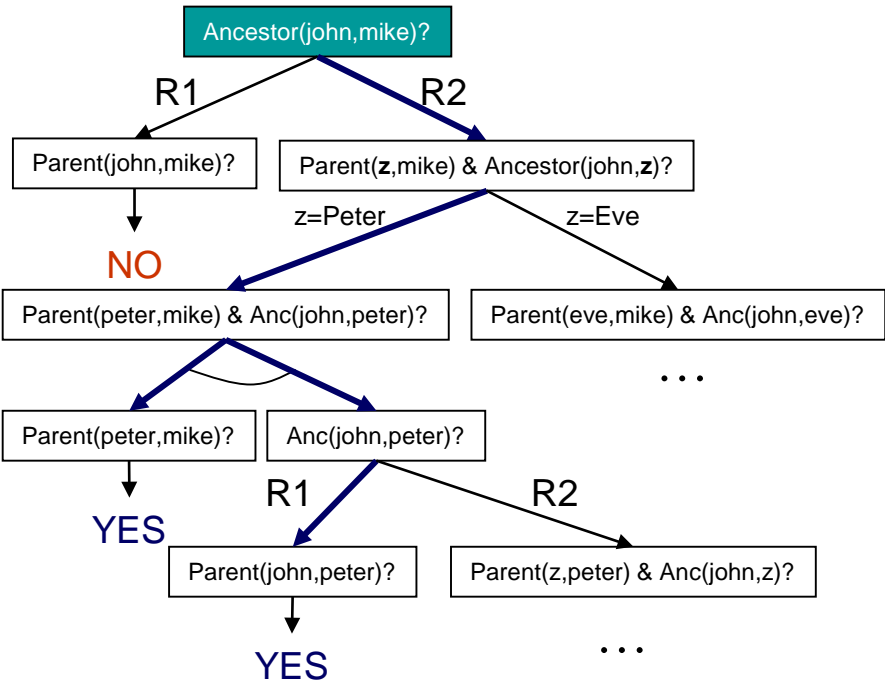 Ancestor(john,mike)?
R1
R2
Parent(john,mike)?
Parent(z,mike) & Ancestor(john,z)?
z=Peter
z=Eve
NO
Parent(peter,mike) & Anc(john,peter)?
Parent(eve,mike) & Anc(john,eve)?
...
Parent(peter,mike)?
Anc(john,peter)?
R1
R2
YES
Parent(john,peter)?
Parent(z,peter) & Anc(john,z)?
YES
...